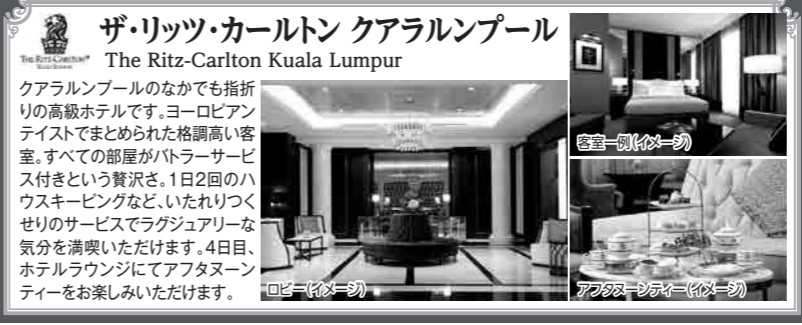 ザ・リッツ・カールトン クアラルンプール
The Ritz-Carlton Kuala Lumpur
THE RITZ-CARLTON®
KUALA LUMPUR
クアラルンプールのなかでも指折
りの高級ホテルです。ヨーロピアン
テイストでまとめられた格調高い客
室。すべての部屋がバトラーサービ
ス付きという贅沢さ。1日2回のハ
ウスキーピングなど、いたれりつく
せりのサービスでラグジュアリーな
気分を満喫いただけます。4日目、
ホテルラウンジにてアフタヌーン
ティーをお楽しみいただけます。
ロビー(イメージ)
客室一例(イメージ)
アフタヌーンティー(イメージ)